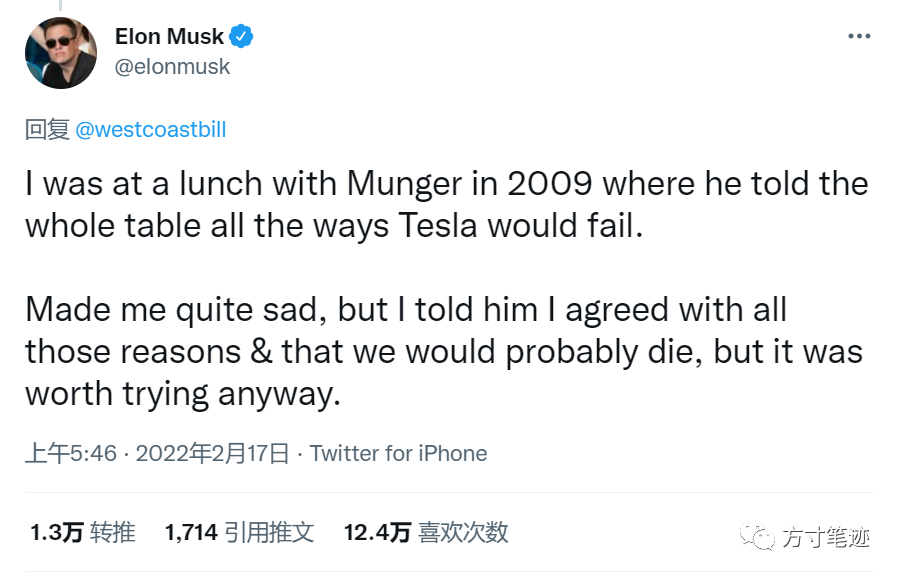 Elon Musk
@elonmusk
回复 @westcoastbill
I was at a lunch with Munger in 2009 where he told the
whole table all the ways Tesla would fail.
Made me quite sad, but I told him I agreed with all
those reasons & that we would probably die, but it was
worth trying anyway.
上午5:46 · 2022年2月17日 · Twitter for iPhone
1.3万 转推 1,714 引用推文 12.4万 喜欢次数
方寸笔迹